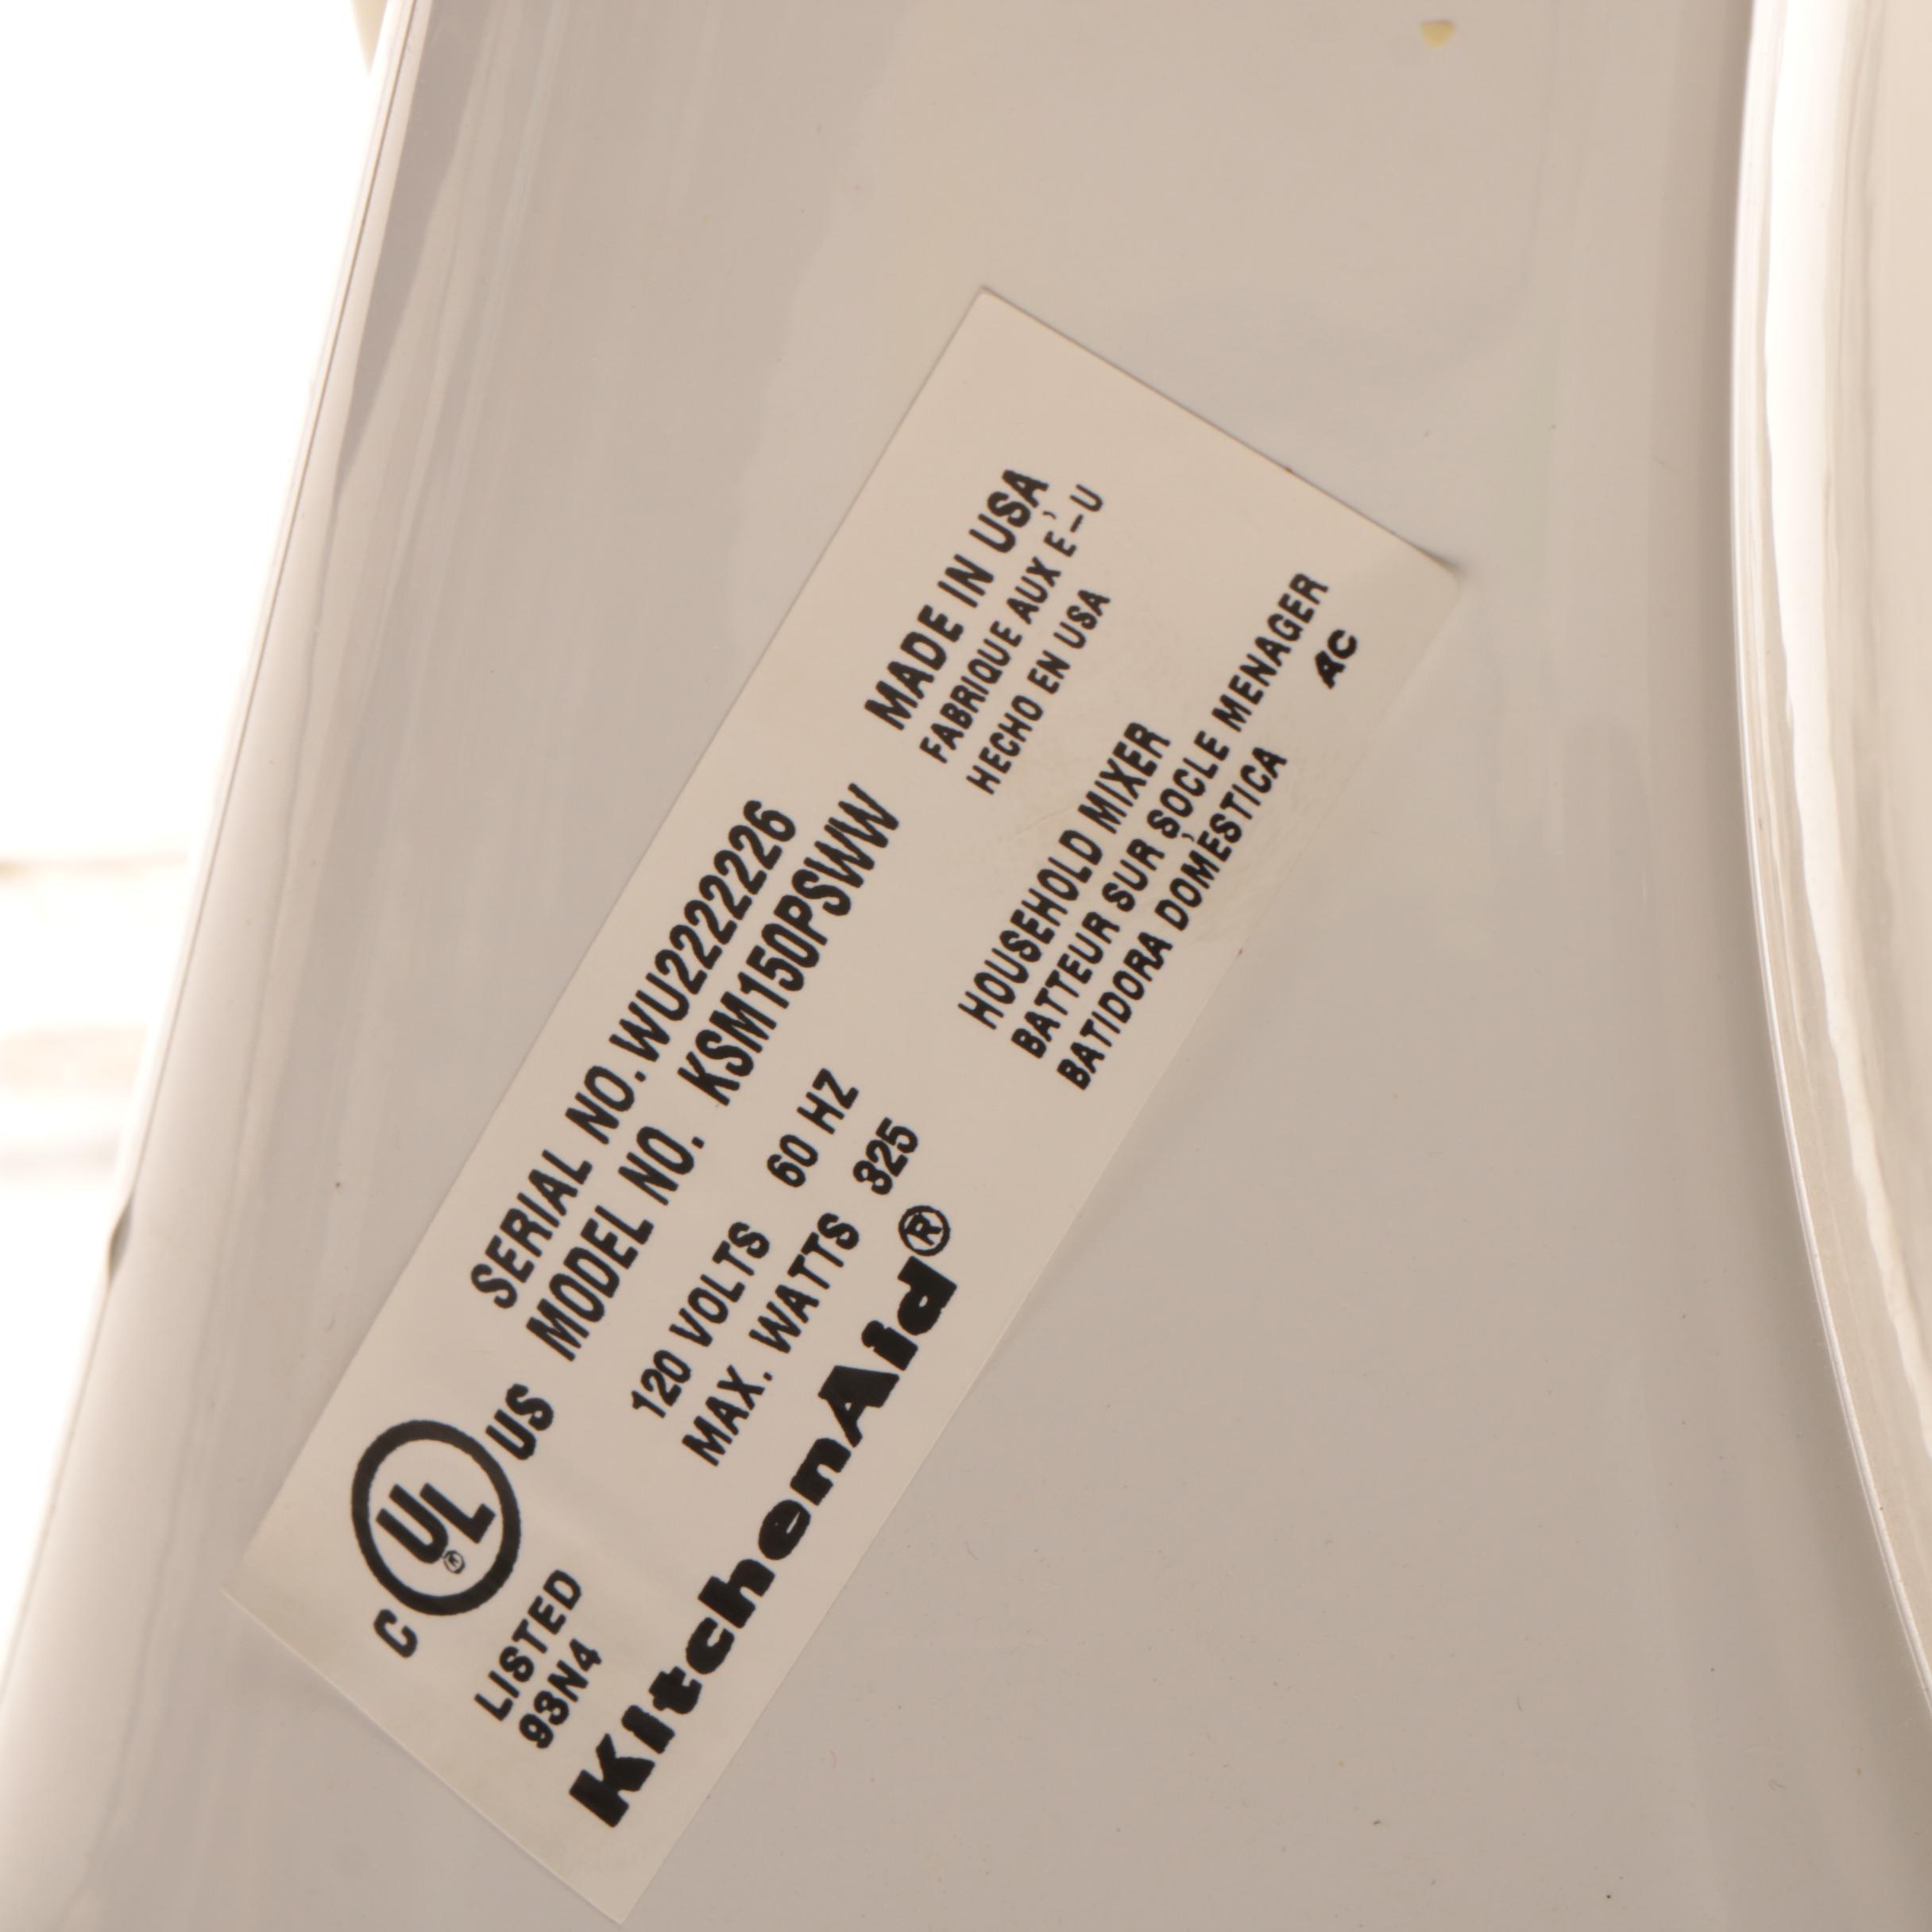 C UL® US
LISTED
93N4
SERIAL NO. WU2222226
MODEL NO. KSM150PSWW
120 VOLTS 60 HZ
MAX. WATTS 325
KitchenAid®
MADE IN USA
FABRIQUÉ AUX É-U
HECHO EN USA
HOUSEHOLD MIXER
BATTEUR SUR SOCLE MENAGER
BATIDORA DOMÉSTICA
AC